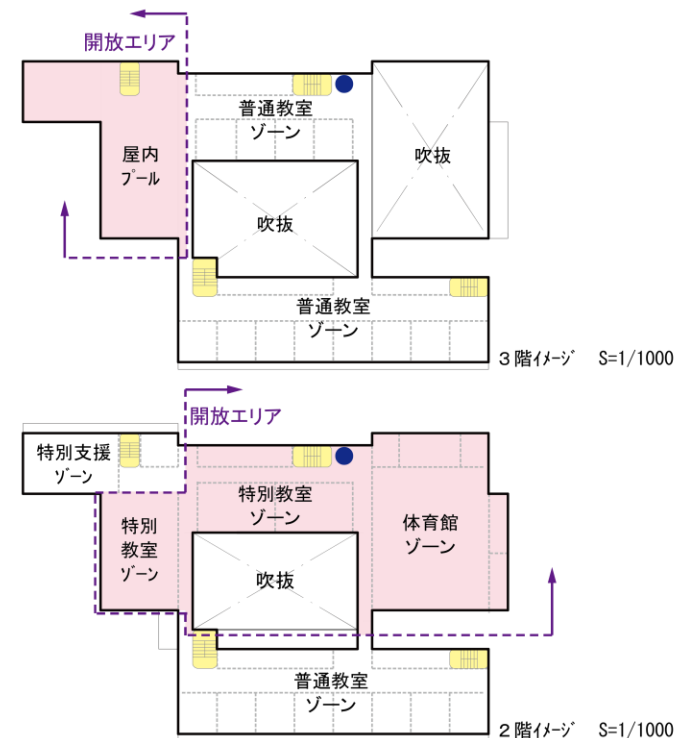 開放エリア
普通教室
ゾーン
屋内
プール
吹抜
吹抜
普通教室
ゾーン
3階イメージ S=1/1000
開放エリア
特別支援
ゾーン
特別教室
ゾーン
特別
教室
ゾーン
体育館
ゾーン
吹抜
普通教室
ゾーン
2階イメージ S=1/1000